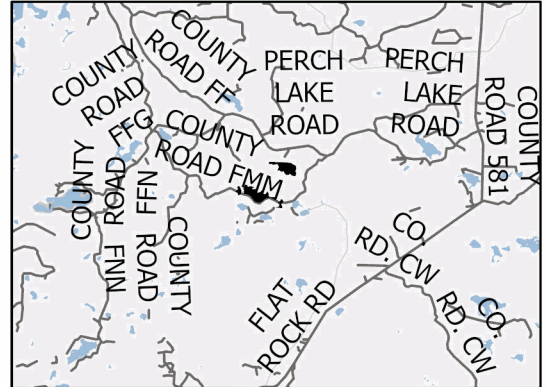 COUNTY
ROAD FF
PERCH
LAKE
ROAD
PERCH
LAKE
ROAD
COUNTY
ROAD 581
COUNTY
ROAD
FFG
COUNTY
ROAD FMM
COUNTY
ROAD FNN
COUNTY
ROAD FFN
CO.
RD. CW
CO.
RD. CW
FLAT
ROCK RD